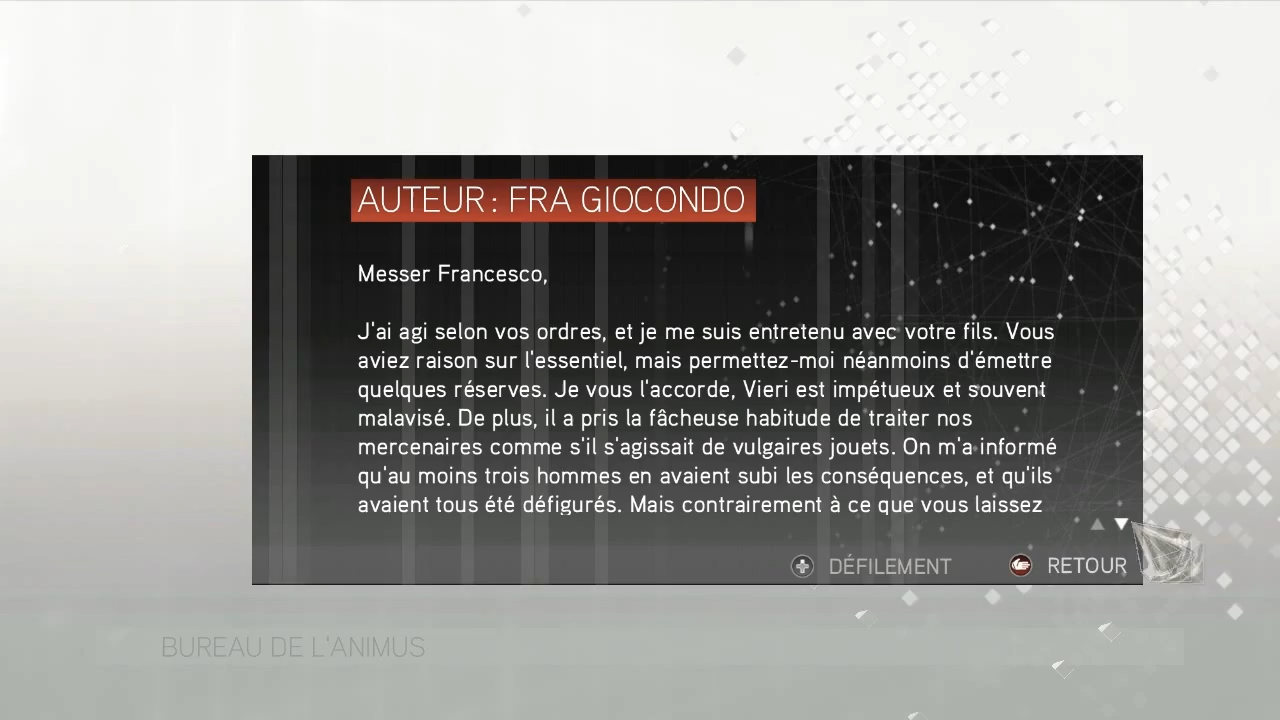 AUTEUR : FRA GIOCONDO
Messer Francesco,
J'ai agi selon vos ordres, et je me suis entretenu avec votre fils. Vous
aviez raison sur l'essentiel, mais permettez-moi néanmoins d'émettre
quelques réserves. Je vous l'accorde, Vieri est impétueux et souvent
malavisé. De plus, il a pris la fâcheuse habitude de traiter nos
mercenaires comme s'il s'agissait de vulgaires jouets. On m'a informé
qu'au moins trois hommes en avaient subi les conséquences, et qu'ils
avaient tous été défigurés. Mais contrairement à ce que vous laissez
DÉFILEMENT
RETOUR
BUREAU DE L'ANIMUS